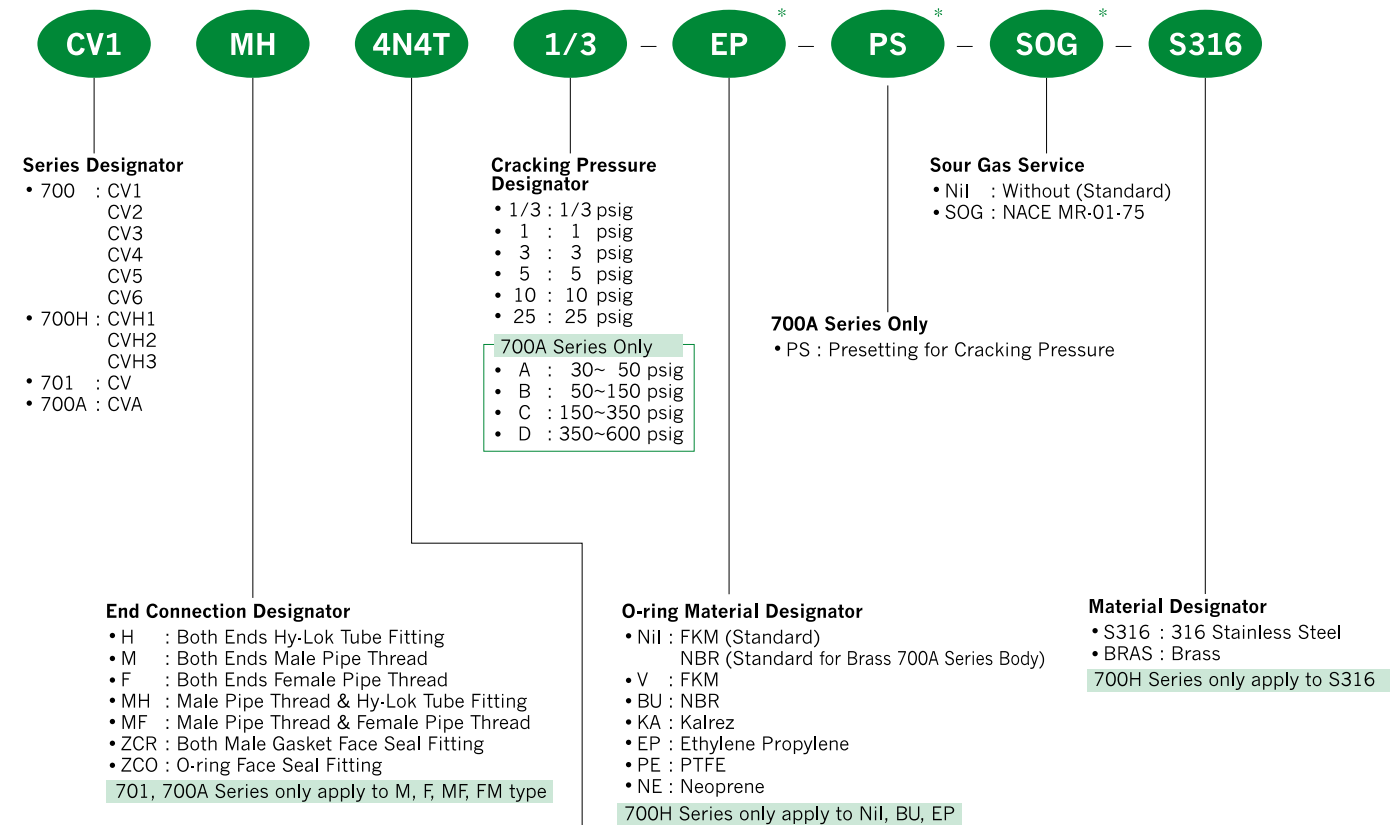 CV1 MH 4N4T 1/3 – EP* – PS* – SOG* – S316
Series Designator
• 700 : CV1
CV2
CV3
CV4
CV5
CV6
• 700H : CVH1
CVH2
CVH3
• 701 : CV
• 700A : CVA
Cracking Pressure
Designator
• 1/3 : 1/3 psig
• 1 : 1 psig
• 3 : 3 psig
• 5 : 5 psig
• 10 : 10 psig
• 25 : 25 psig
700A Series Only
• A : 30~ 50 psig
• B : 50~150 psig
• C : 150~350 psig
• D : 350~600 psig
Sour Gas Service
• Nil : Without (Standard)
• SOG : NACE MR-01-75
700A Series Only
• PS : Presetting for Cracking Pressure
End Connection Designator
• H : Both Ends Hy-Lok Tube Fitting
• M : Both Ends Male Pipe Thread
• F : Both Ends Female Pipe Thread
• MH : Male Pipe Thread & Hy-Lok Tube Fitting
• MF : Male Pipe Thread & Female Pipe Thread
• ZCR : Both Male Gasket Face Seal Fitting
• ZCO : O-ring Face Seal Fitting
701, 700A Series only apply to M, F, MF, FM type
O-ring Material Designator
• Nil : FKM (Standard)
NBR (Standard for Brass 700A Series Body)
• V : FKM
• BU : NBR
• KA : Kalrez
• EP : Ethylene Propylene
• PE : PTFE
• NE : Neoprene
700H Series only apply to Nil, BU, EP
Material Designator
• S316 : 316 Stainless Steel
• BRAS : Brass
700H Series only apply to S316